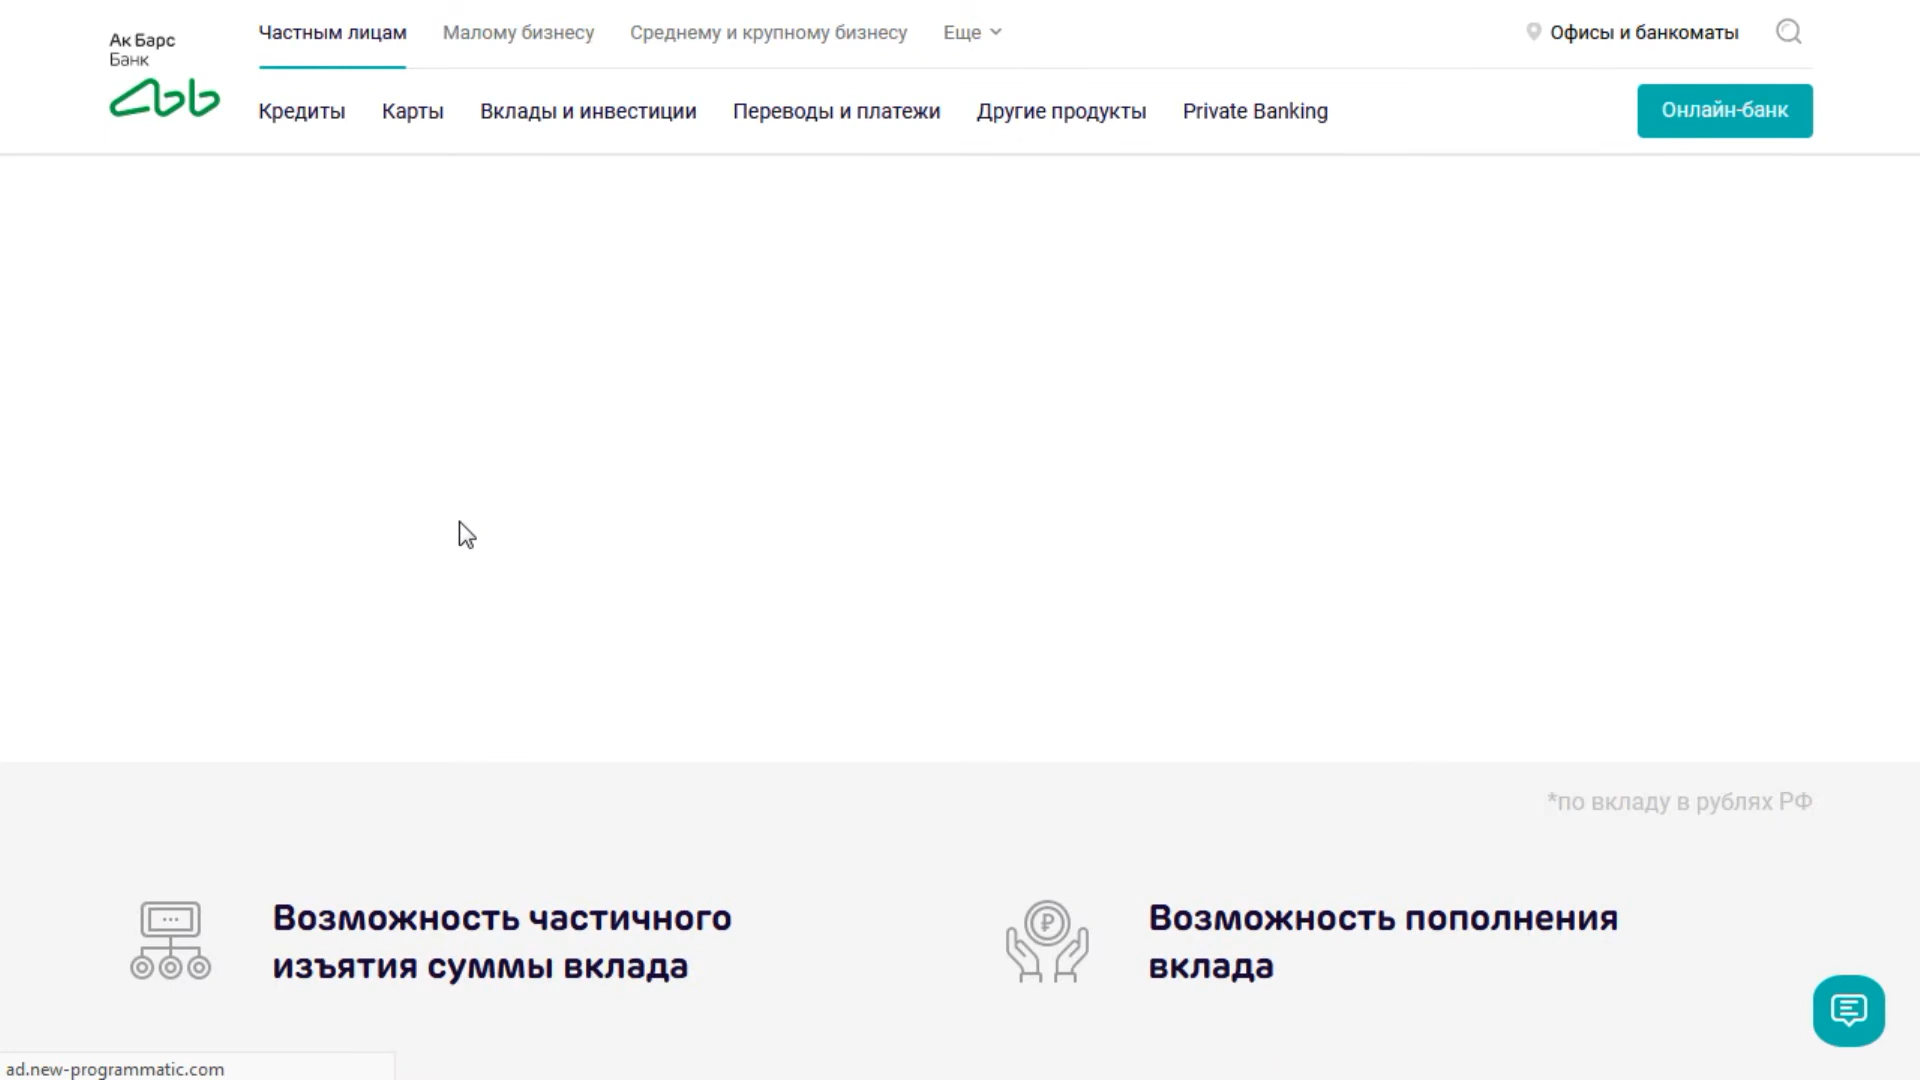 Ак Барс
Банк
Частным лицам
Малому бизнесу
Среднему и крупному бизнесу
Еще
Офисы и банкоматы
Кредиты
Карты
Вклады и инвестиции
Переводы и платежи
Другие продукты
Private Banking
Онлайн-банк
*по вкладу в рублях РФ
Возможность частичного
изъятия суммы вклада
Возможность пополнения
вклада
ad.new-programmatic.com